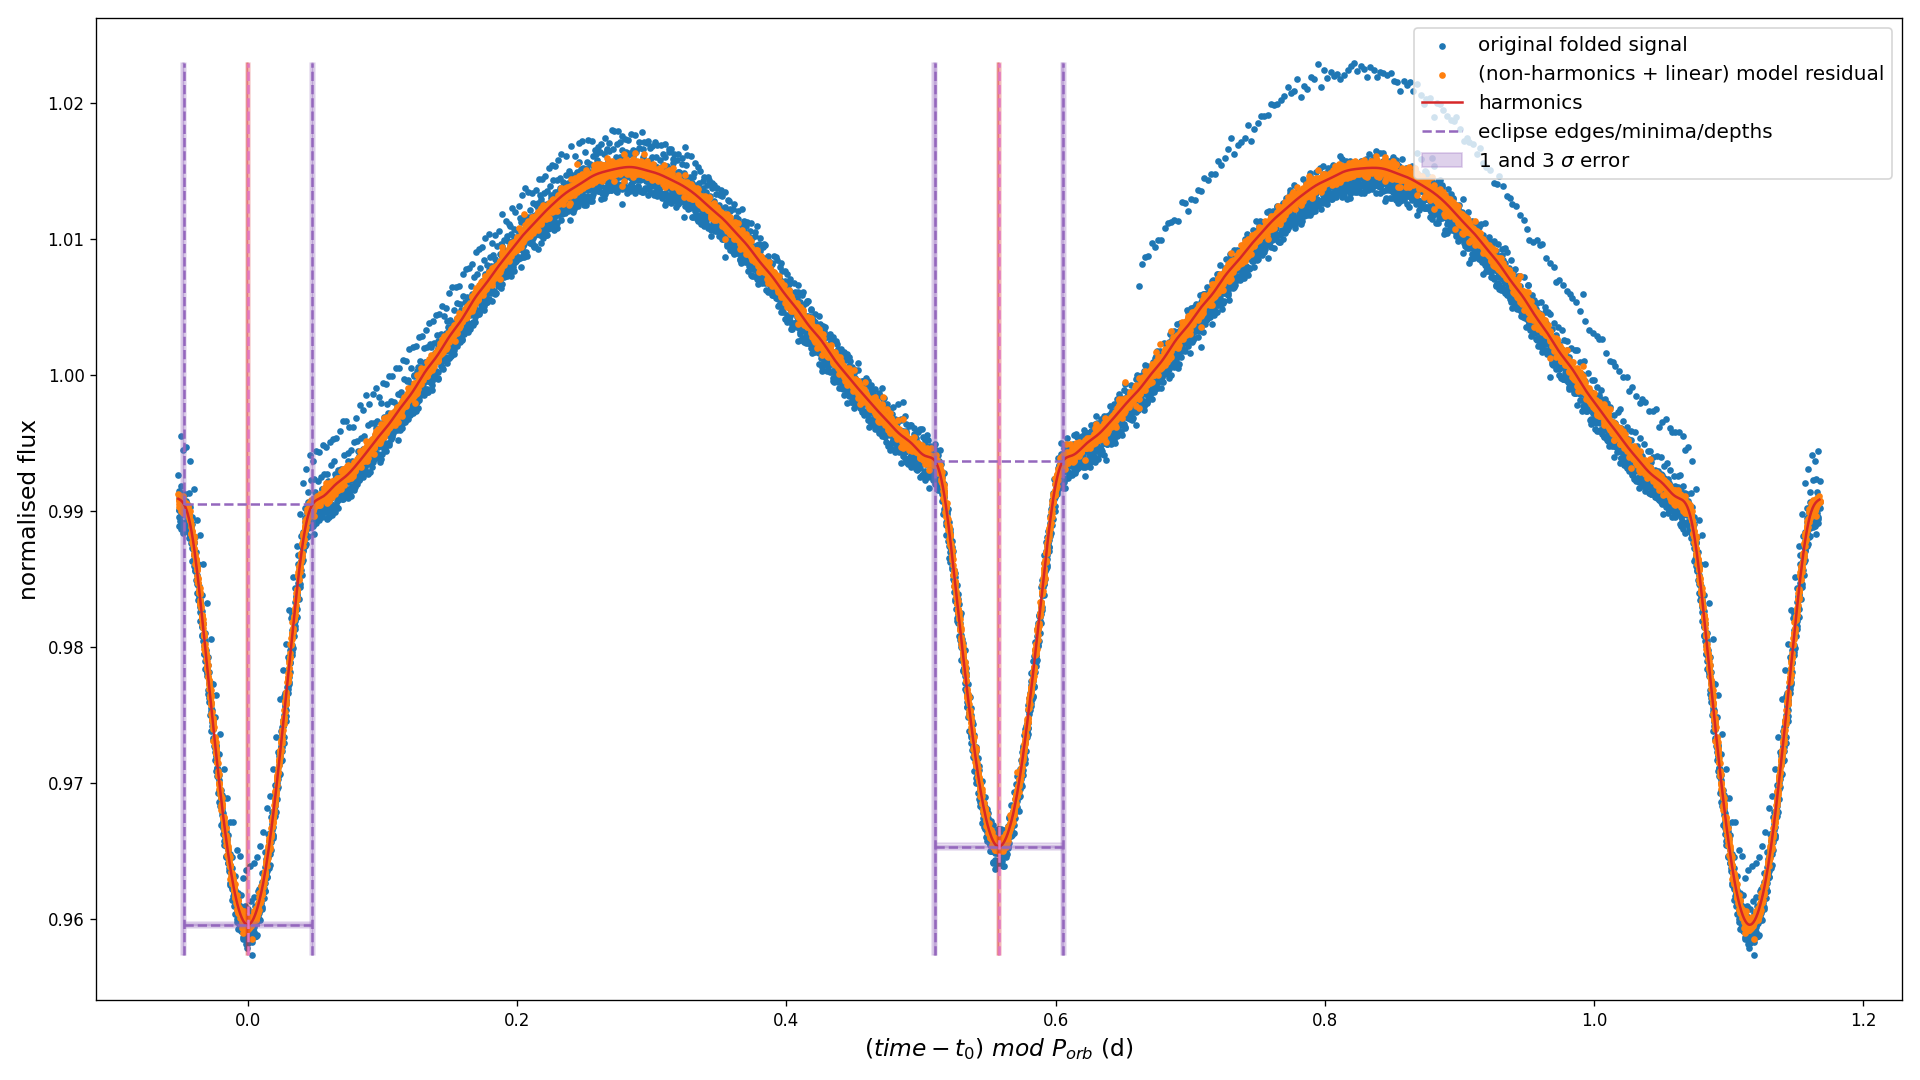 original folded signal
(non-harmonics + linear) model residual
harmonics
eclipse edges/minima/depths
1 and 3 σ error
1.02
1.01
1.00
0.99
0.98
0.97
0.96
normalised flux
0.0 0.2 0.4 0.6 0.8 1.0 1.2
(time − t₀) mod Pₒᵣb (d)